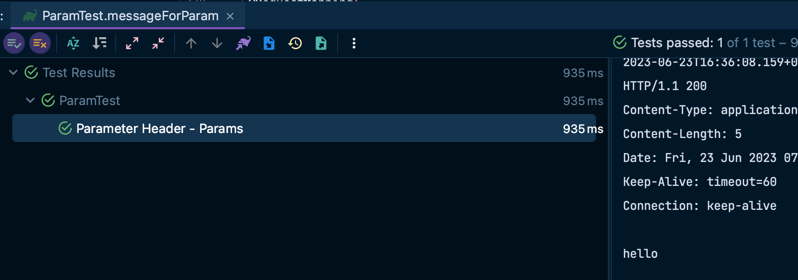 : ParamTest.messageForParam ×
Tests passed: 1 of 1 test – 9
Test Results 935 ms
ParamTest 935 ms
Parameter Header - Params 935 ms
2023-06-23T16:36:08.159+0
HTTP/1.1 200
Content-Type: application
Content-Length: 5
Date: Fri, 23 Jun 2023 07
Keep-Alive: timeout=60
Connection: keep-alive
hello